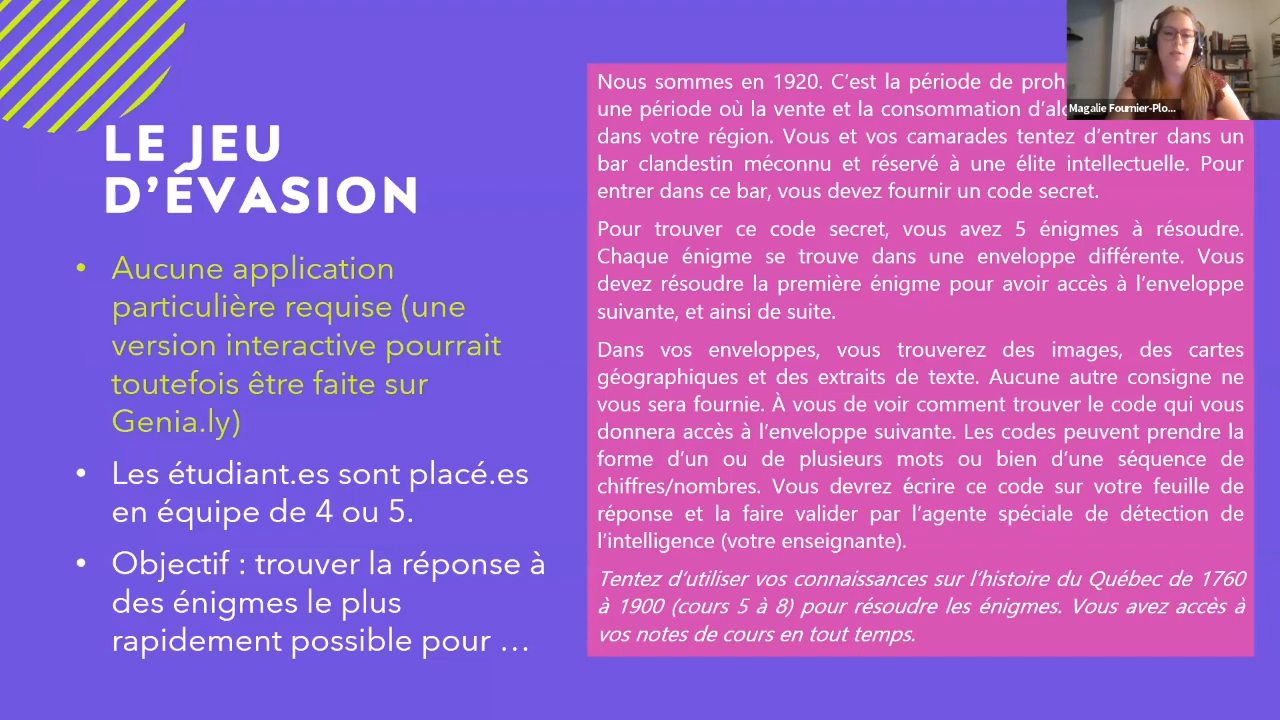 LE JEU
D’ÉVASION
• Aucune application
particulière requise (une
version interactive pourrait
toutefois être faite sur
Genia.ly)
• Les étudiant.es sont placé.es
en équipe de 4 ou 5.
• Objectif : trouver la réponse à
des énigmes le plus
rapidement possible pour …
Nous sommes en 1920. C’est la période de
une période où la vente et la consommation
dans votre région. Vous et vos camarades tentez d’entrer dans un
bar clandestin méconnu et réservé à une élite intellectuelle. Pour
entrer dans ce bar, vous devez fournir un code secret.
Pour trouver ce code secret, vous avez 5 énigmes à résoudre.
Chaque énigme se trouve dans une enveloppe différente. Vous
devez résoudre la première énigme pour avoir accès à l’enveloppe
suivante, et ainsi de suite.
Dans vos enveloppes, vous trouverez des images, des cartes
géographiques et des extraits de texte. Aucune autre consigne ne
vous sera fournie. À vous de voir comment trouver le code qui vous
donnera accès à l’enveloppe suivante. Les codes peuvent prendre la
forme d’un ou de plusieurs mots ou bien d’une séquence de
chiffres/nombres. Vous devrez écrire ce code sur votre feuille de
réponse et la faire valider par l’agente spéciale de détection de
l’intelligence (votre enseignante).
Tentez d’utiliser vos connaissances sur l’histoire du Québec de 1760
à 1900 (cours 5 à 8) pour résoudre les énigmes. Vous avez accès à
vos notes de cours en tout temps.
Magalie Fournier-Plo...